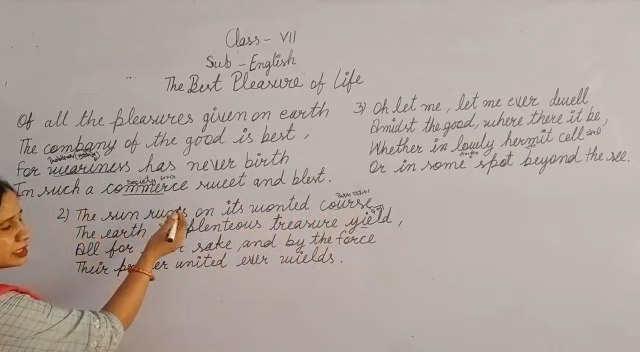 Class - VII
Sub - English
The Best Pleasure of Life
Of all the pleasures given on earth
The company of the good is best,
For weariness has never birth
society
In such a commerce sweet and blest.
2) The sun runs on its wonted course
The earth plenteous treasure yield,
All for sake, and by the force
Their united ever wields.
3) Oh let me, let me ever dwell
Amidst the good, where there it be,
Whether in lowly hermit cell
Or in some spot beyond the see.